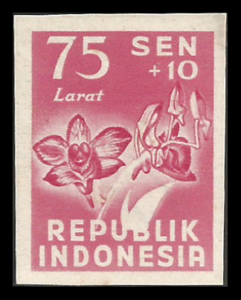 75 SEN
+10
Larat
REPUBLIK
INDONESIA